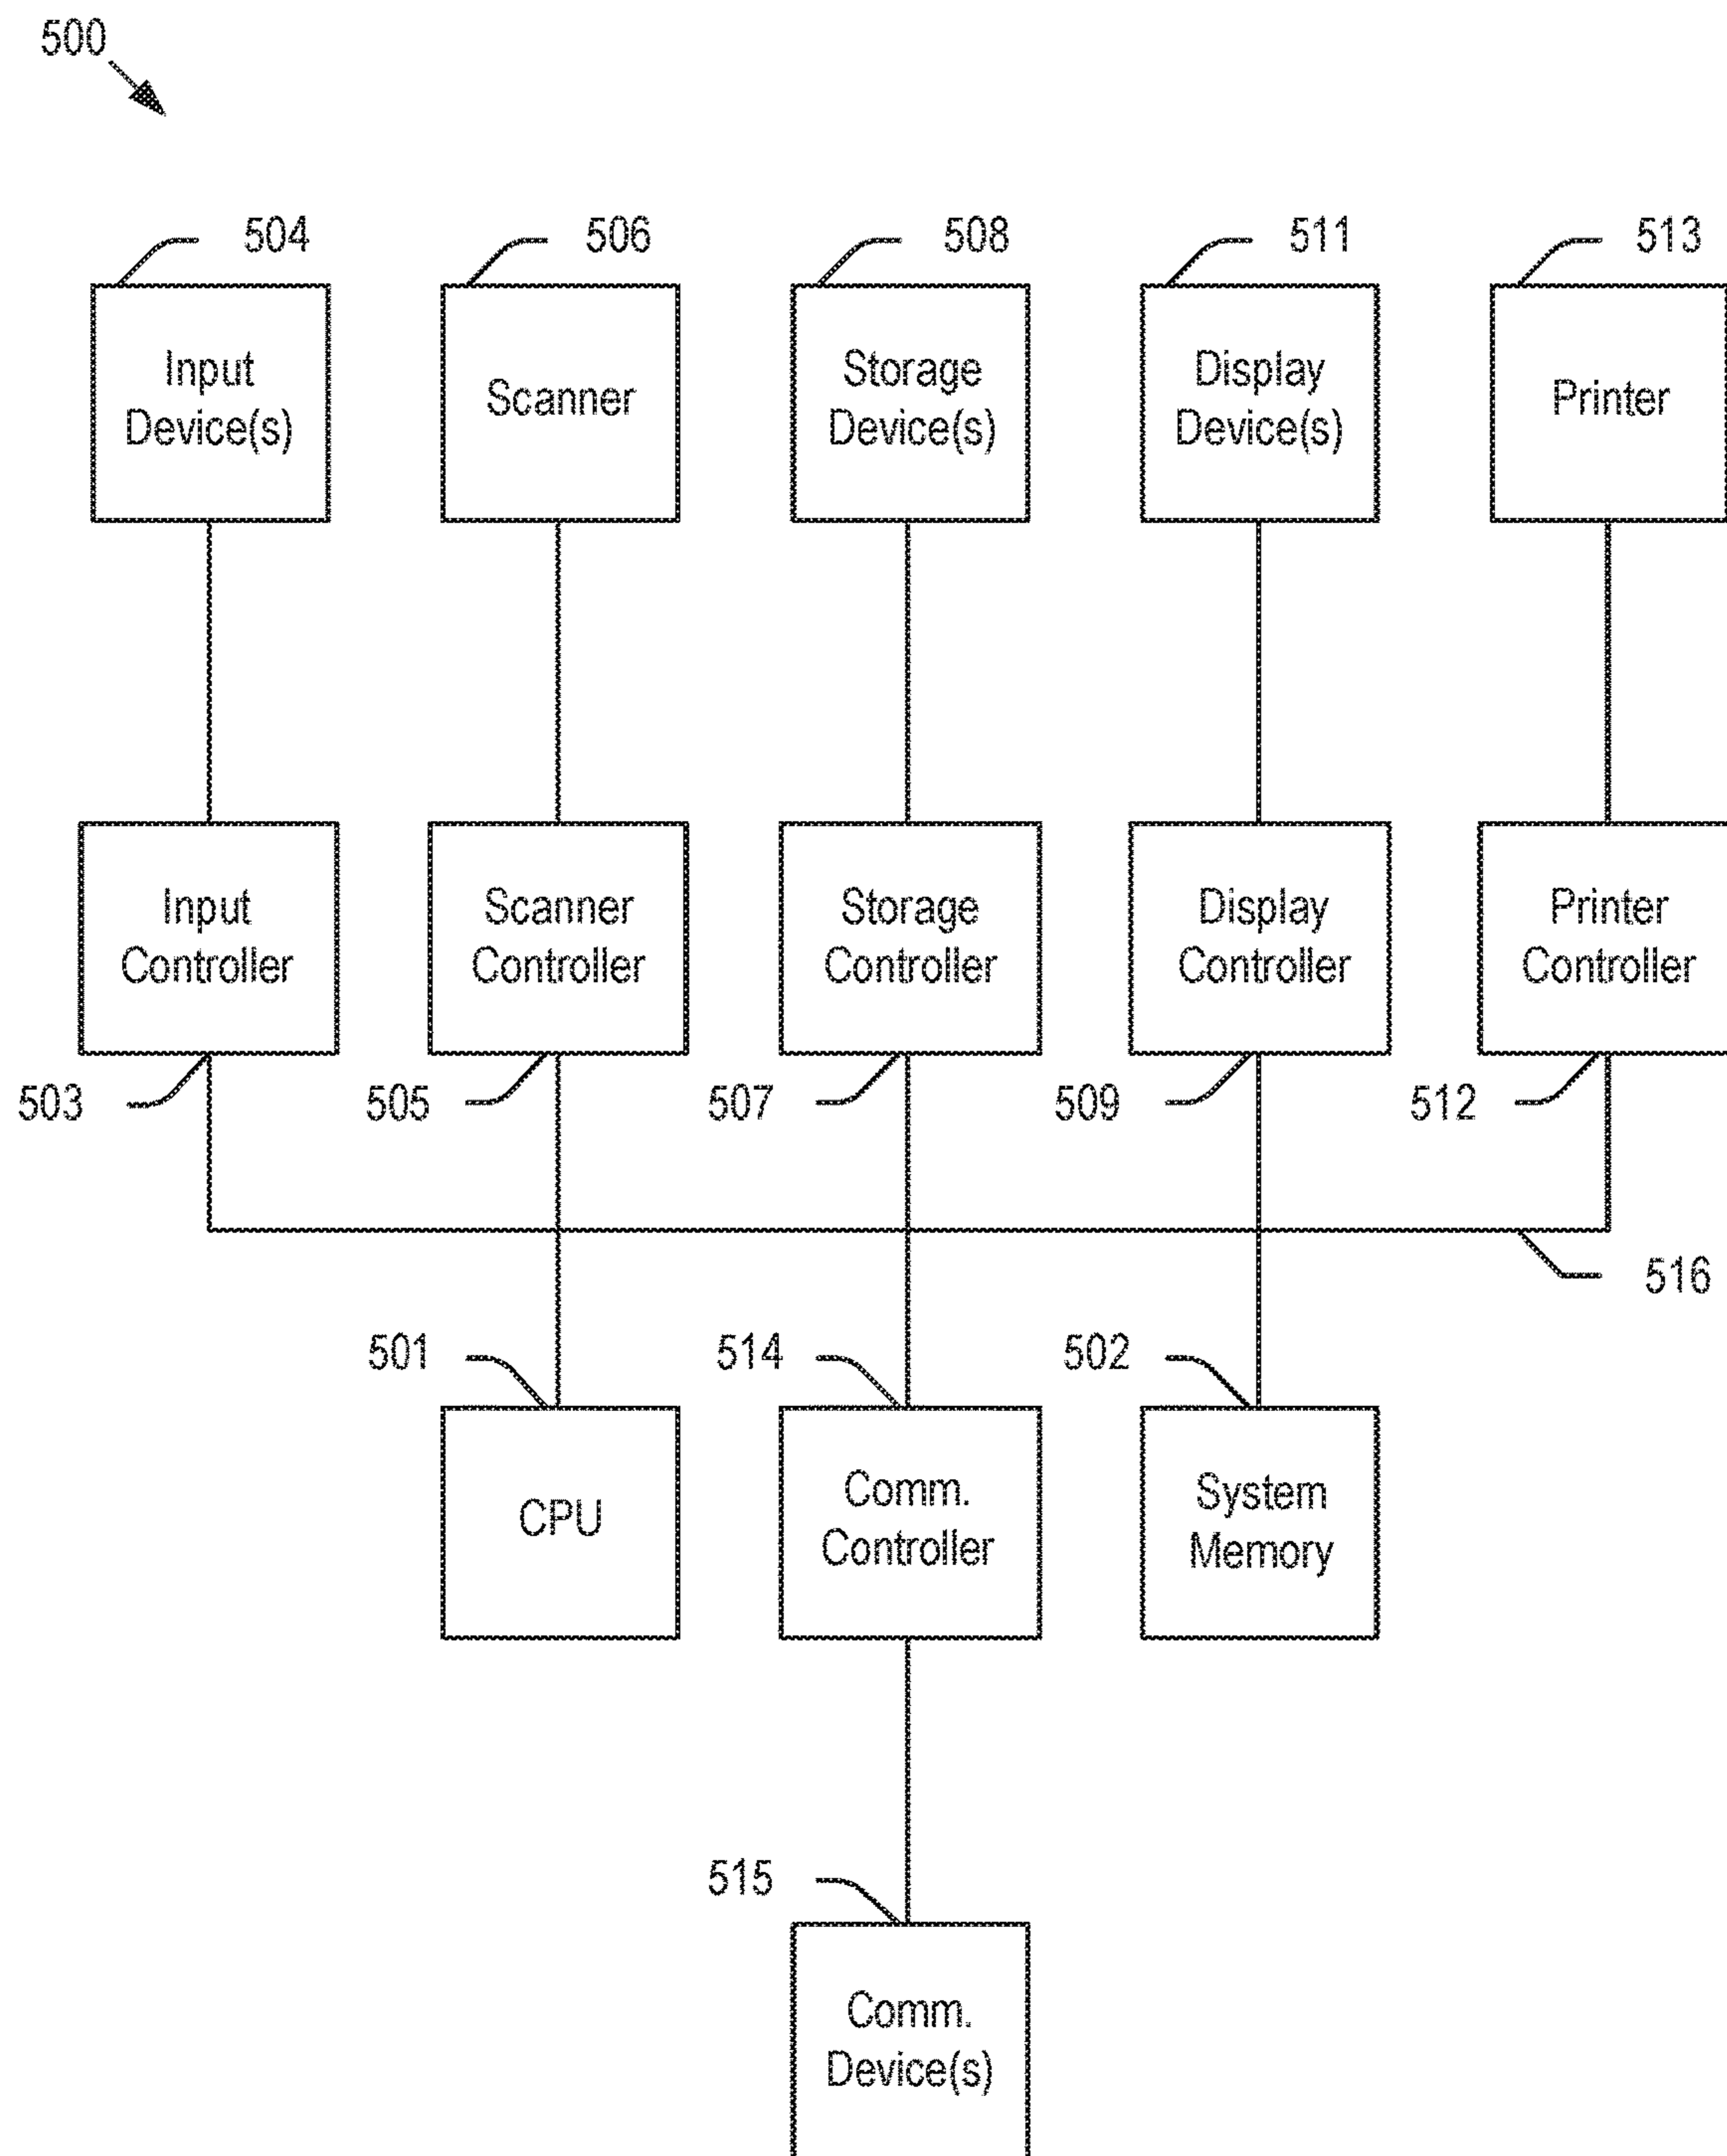 500
504
506
508
511
513
Input
Device(s)
Scanner
Storage
Device(s)
Display
Device(s)
Printer
Input
Controller
Scanner
Controller
Storage
Controller
Display
Controller
Printer
Controller
503
505
507
509
512
516
501
514
502
CPU
Comm.
Controller
System
Memory
515
Comm.
Device(s)